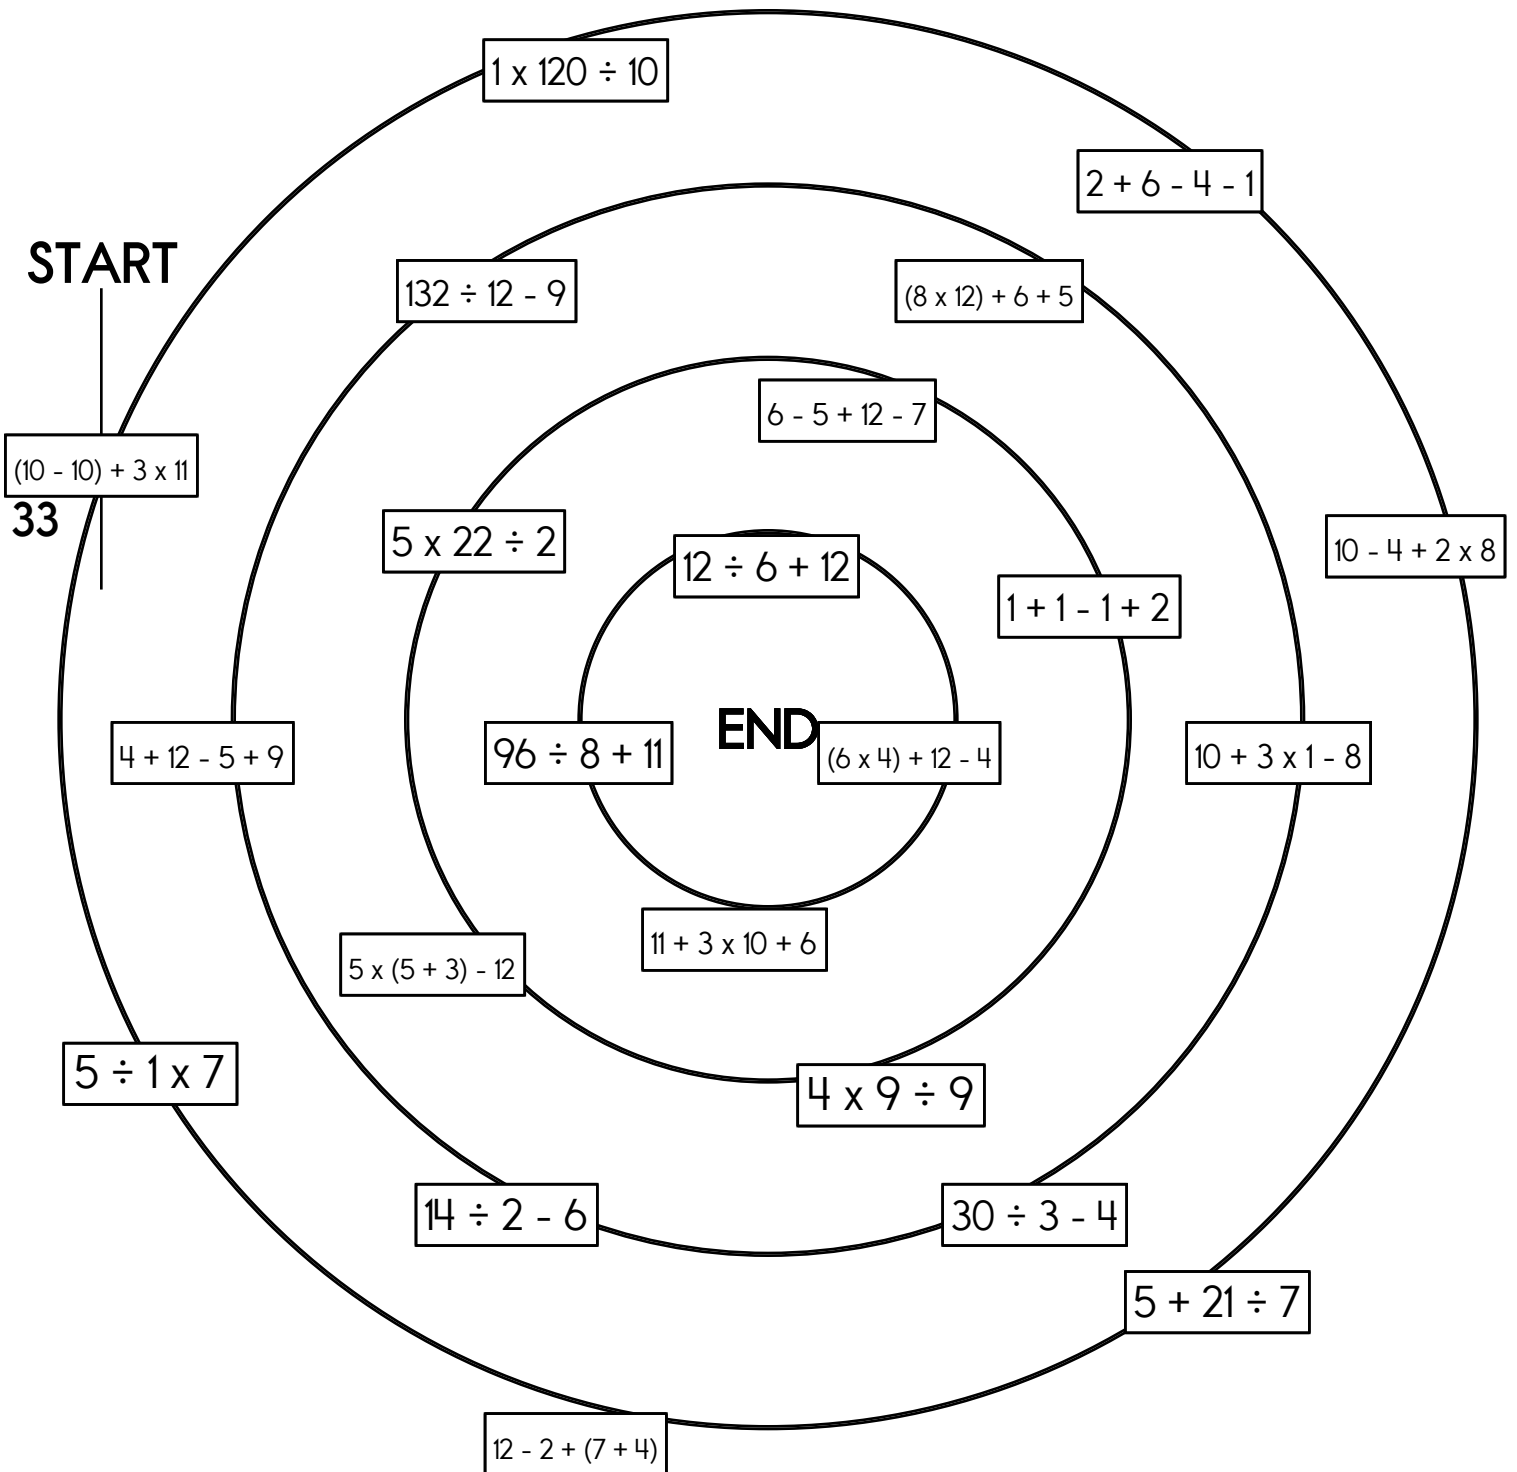 1 x 120 ÷ 10
2 + 6 - 4 - 1
START
132 ÷ 12 - 9
(8 x 12) + 6 + 5
6 - 5 + 12 - 7
(10 - 10) + 3 x 11
33
5 x 22 ÷ 2
12 ÷ 6 + 12
10 - 4 + 2 x 8
1 + 1 - 1 + 2
END
4 + 12 - 5 + 9
96 ÷ 8 + 11
(6 x 4) + 12 - 4
10 + 3 x 1 - 8
11 + 3 x 10 + 6
5 x (5 + 3) - 12
5 ÷ 1 x 7
4 x 9 ÷ 9
14 ÷ 2 - 6
30 ÷ 3 - 4
5 + 21 ÷ 7
12 - 2 + (7 + 4)